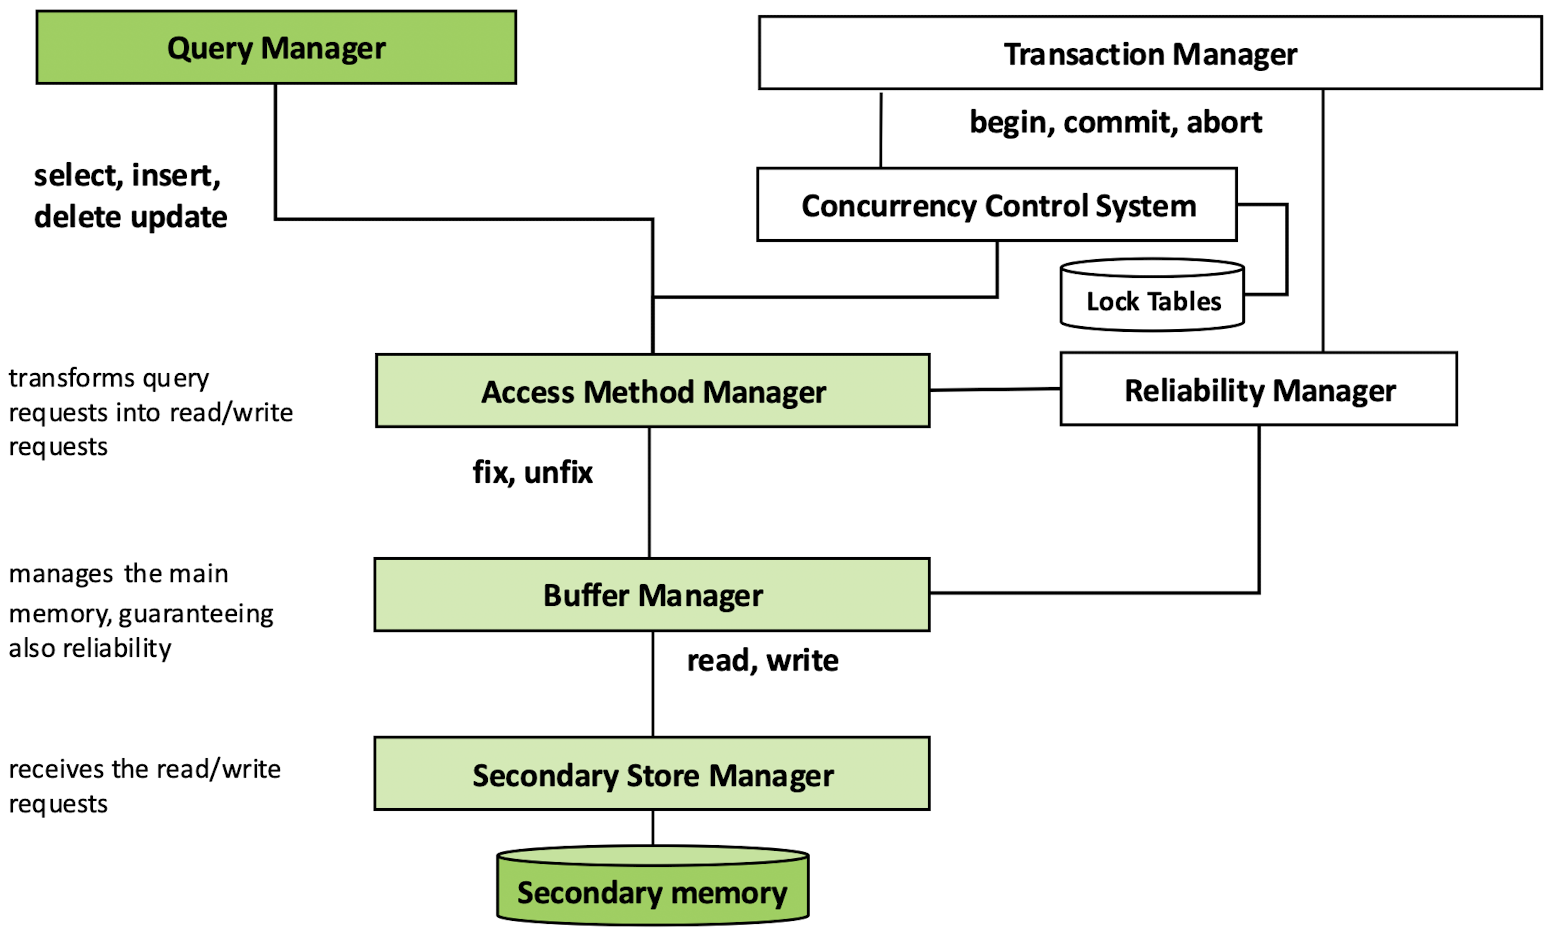 Query Manager
Transaction Manager
begin, commit, abort
select, insert,
delete update
Concurrency Control System
Lock Tables
transforms query
requests into read/write
requests
Access Method Manager
Reliability Manager
fix, unfix
manages the main
memory, guaranteeing
also reliability
Buffer Manager
read, write
receives the read/write
requests
Secondary Store Manager
Secondary memory